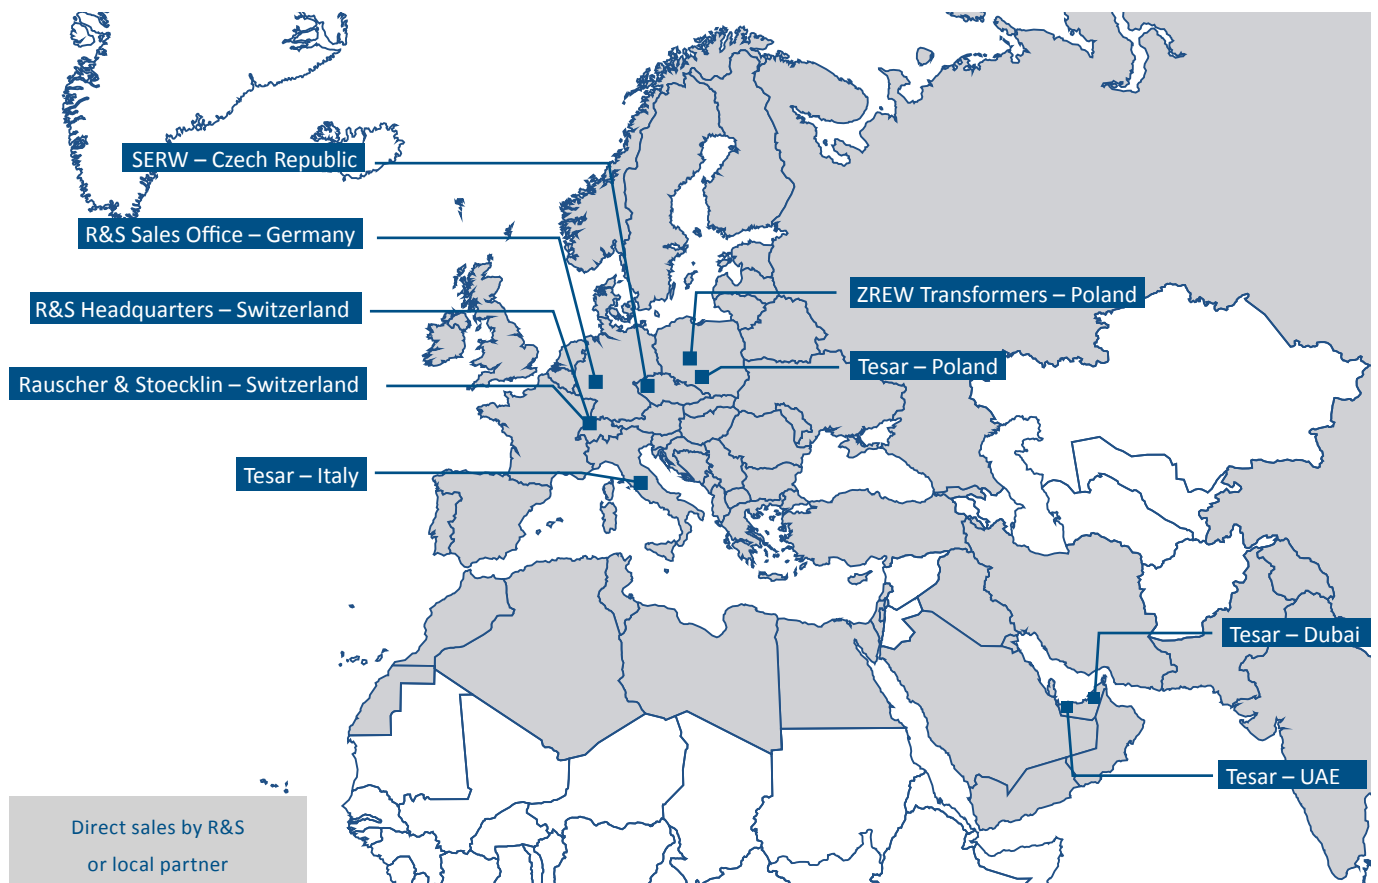 SERW – Czech Republic
R&S Sales Office – Germany
R&S Headquarters – Switzerland
Rauscher & Stoecklin – Switzerland
Tesar – Italy
ZREW Transformers – Poland
Tesar – Poland
Tesar – Dubai
Tesar – UAE
Direct sales by R&S
or local partner